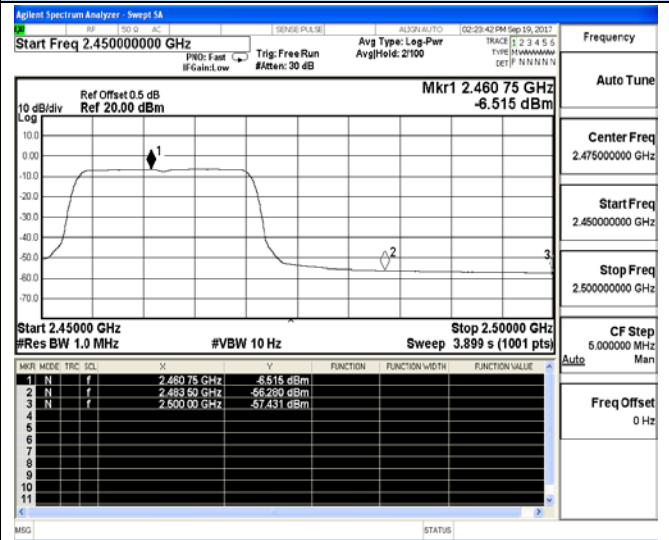 Agilent Spectrum Analyzer - Swept SA
RF 50 Ω AC SENSE:PULSE ALIGN AUTO 02:23:42 PM Sep 19, 2017
Start Freq 2.450000000 GHz
PNO: Fast
IFGain:Low
Trig: Free Run
#Atten: 30 dB
Avg Type: Log-Pwr
Avg|Hold: 2/100
TRACE 1 2 3 4 5 6
TYPE
DET P N N N N N
Mkr1 2.460 75 GHz
-6.515 dBm
Ref Offset 0.5 dB
10 dB/div Ref 20.00 dBm
Log
10.0
0.00
-10.0
-20.0
-30.0
-40.0
-50.0
-60.0
-70.0
1
2
3
Start 2.45000 GHz Stop 2.50000 GHz
#Res BW 1.0 MHz #VBW 10 Hz Sweep 3.899 s (1001 pts)
MKR MODE TRC SCL X Y FUNCTION FUNCTION WIDTH FUNCTION VALUE
1 N f 2.460 75 GHz -6.515 dBm
2 N f 2.483 50 GHz -56.280 dBm
3 N f 2.500 00 GHz -57.431 dBm
4
5
6
7
8
9
10
11
MSG STATUS
Frequency
Auto Tune
Center Freq
2.475000000 GHz
Start Freq
2.450000000 GHz
Stop Freq
2.500000000 GHz
CF Step
5.000000 MHz
Auto Man
Freq Offset
0 Hz